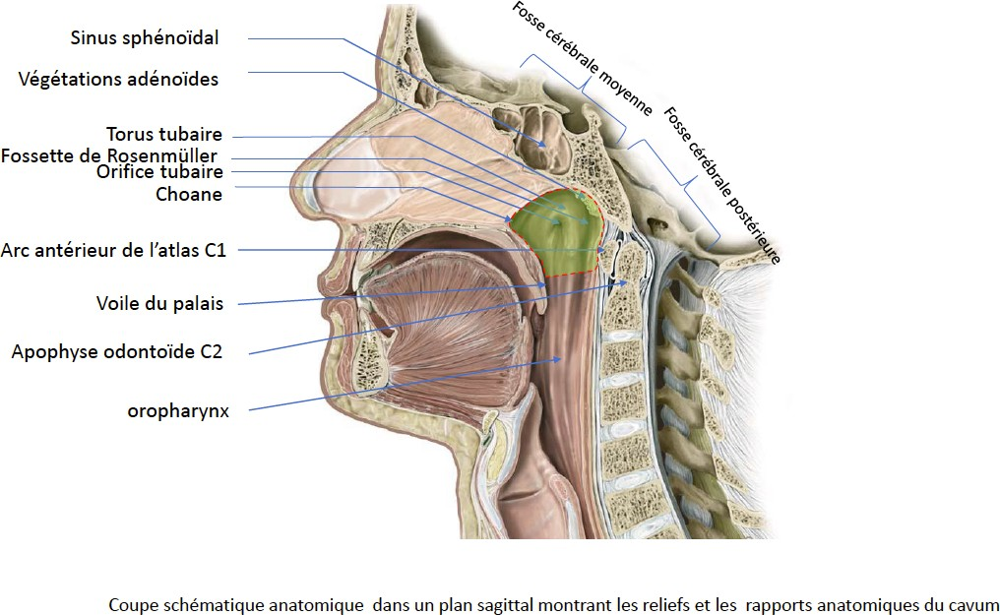 Sinus sphénoïdal
Végétations adénoïdes
Torus tubaire
Fossette de Rosenmüller
Orifice tubaire
Choane
Arc antérieur de l’atlas C1
Voile du palais
Apophyse odontoïde C2
oropharynx
Fosse cérébrale moyenne
Fosse cérébrale postérieure
Coupe schématique anatomique dans un plan sagittal montrant les reliefs et les rapports anatomiques du cavum